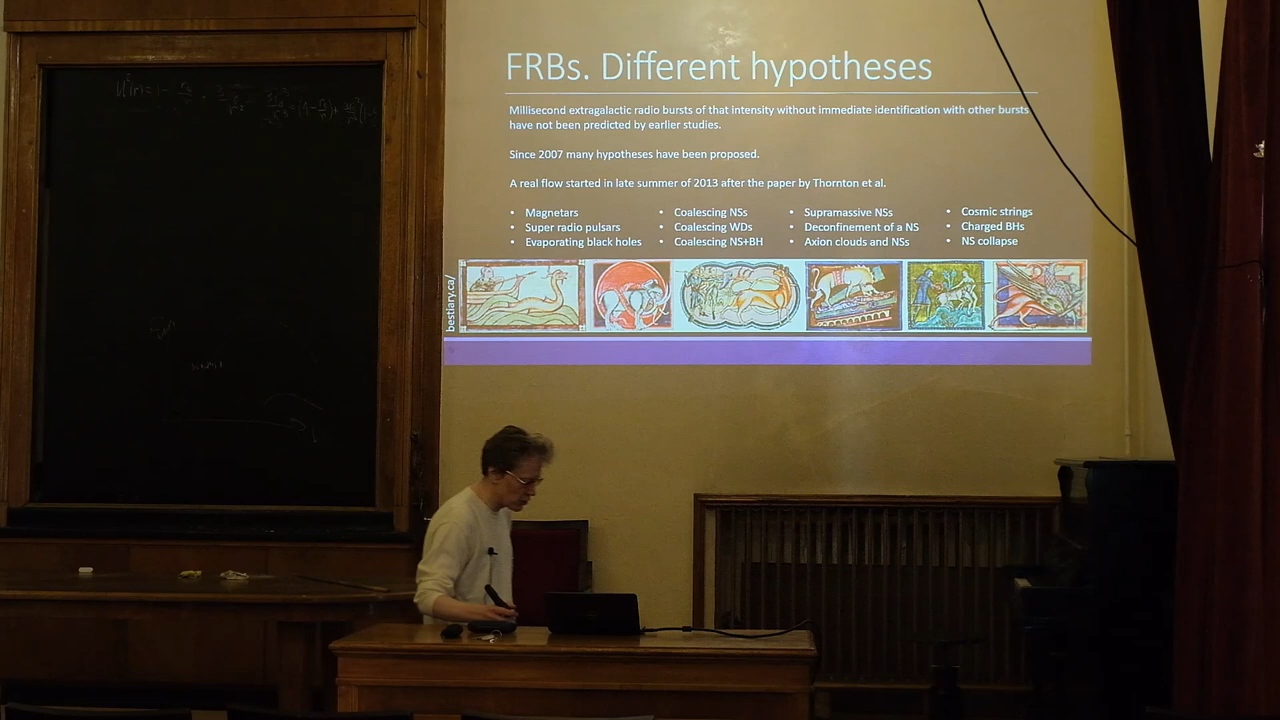 FRBs. Different hypotheses
Millisecond extragalactic radio bursts of that intensity without immediate identification with other bursts
have not been predicted by earlier studies.
Since 2007 many hypotheses have been proposed.
A real flow started in late summer of 2013 after the paper by Thornton et al.
• Magnetars
• Super radio pulsars
• Evaporating black holes
• Coalescing NSs
• Coalescing WDs
• Coalescing NS+BH
• Supramassive NSs
• Deconfinement of a NS
• Axion clouds and NSs
• Cosmic strings
• Charged BHs
• NS collapse
bestiary.ca/